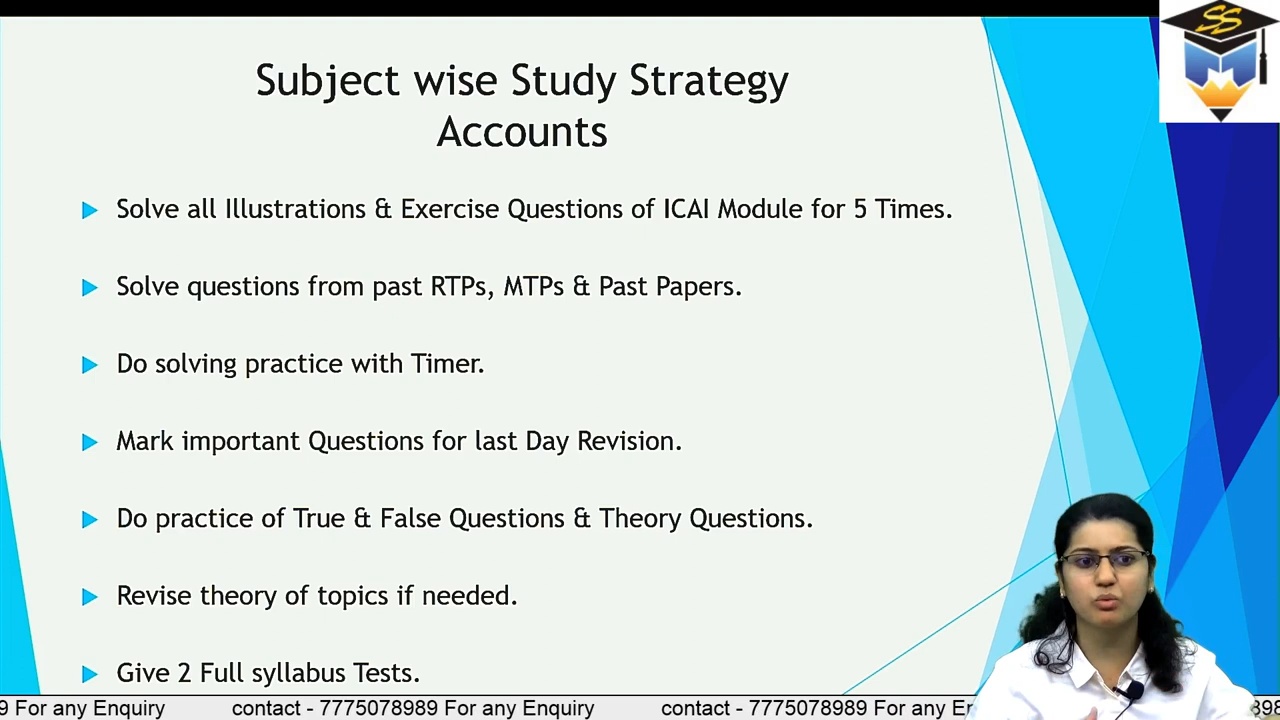 SS
Subject wise Study Strategy
Accounts
Solve all Illustrations & Exercise Questions of ICAI Module for 5 Times.
Solve questions from past RTPs, MTPs & Past Papers.
Do solving practice with Timer.
Mark important Questions for last Day Revision.
Do practice of True & False Questions & Theory Questions.
Revise theory of topics if needed.
Give 2 Full syllabus Tests.
9 For any Enquiry contact - 7775078989 For any Enquiry contact - 7775078989 For any En